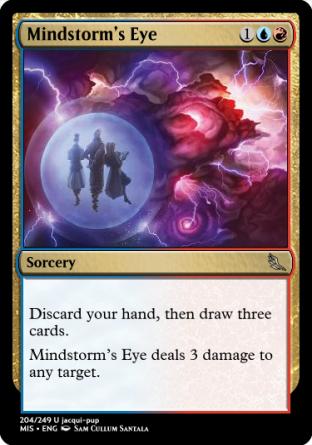 Mindstorm's Eye 1
Sorcery
Discard your hand, then draw three
cards.
Mindstorm's Eye deals 3 damage to
any target.
204/249 U jacqui-pup
MIS • ENG SAM CULLUM SANTALA